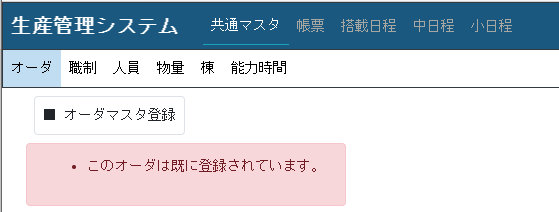 生産管理システム 共通マスタ 帳票 搭載日程 中日程 小日程
オーダ 職制 人員 物量 棟 能力時間
■ オーダマスタ登録
• このオーダは既に登録されています。